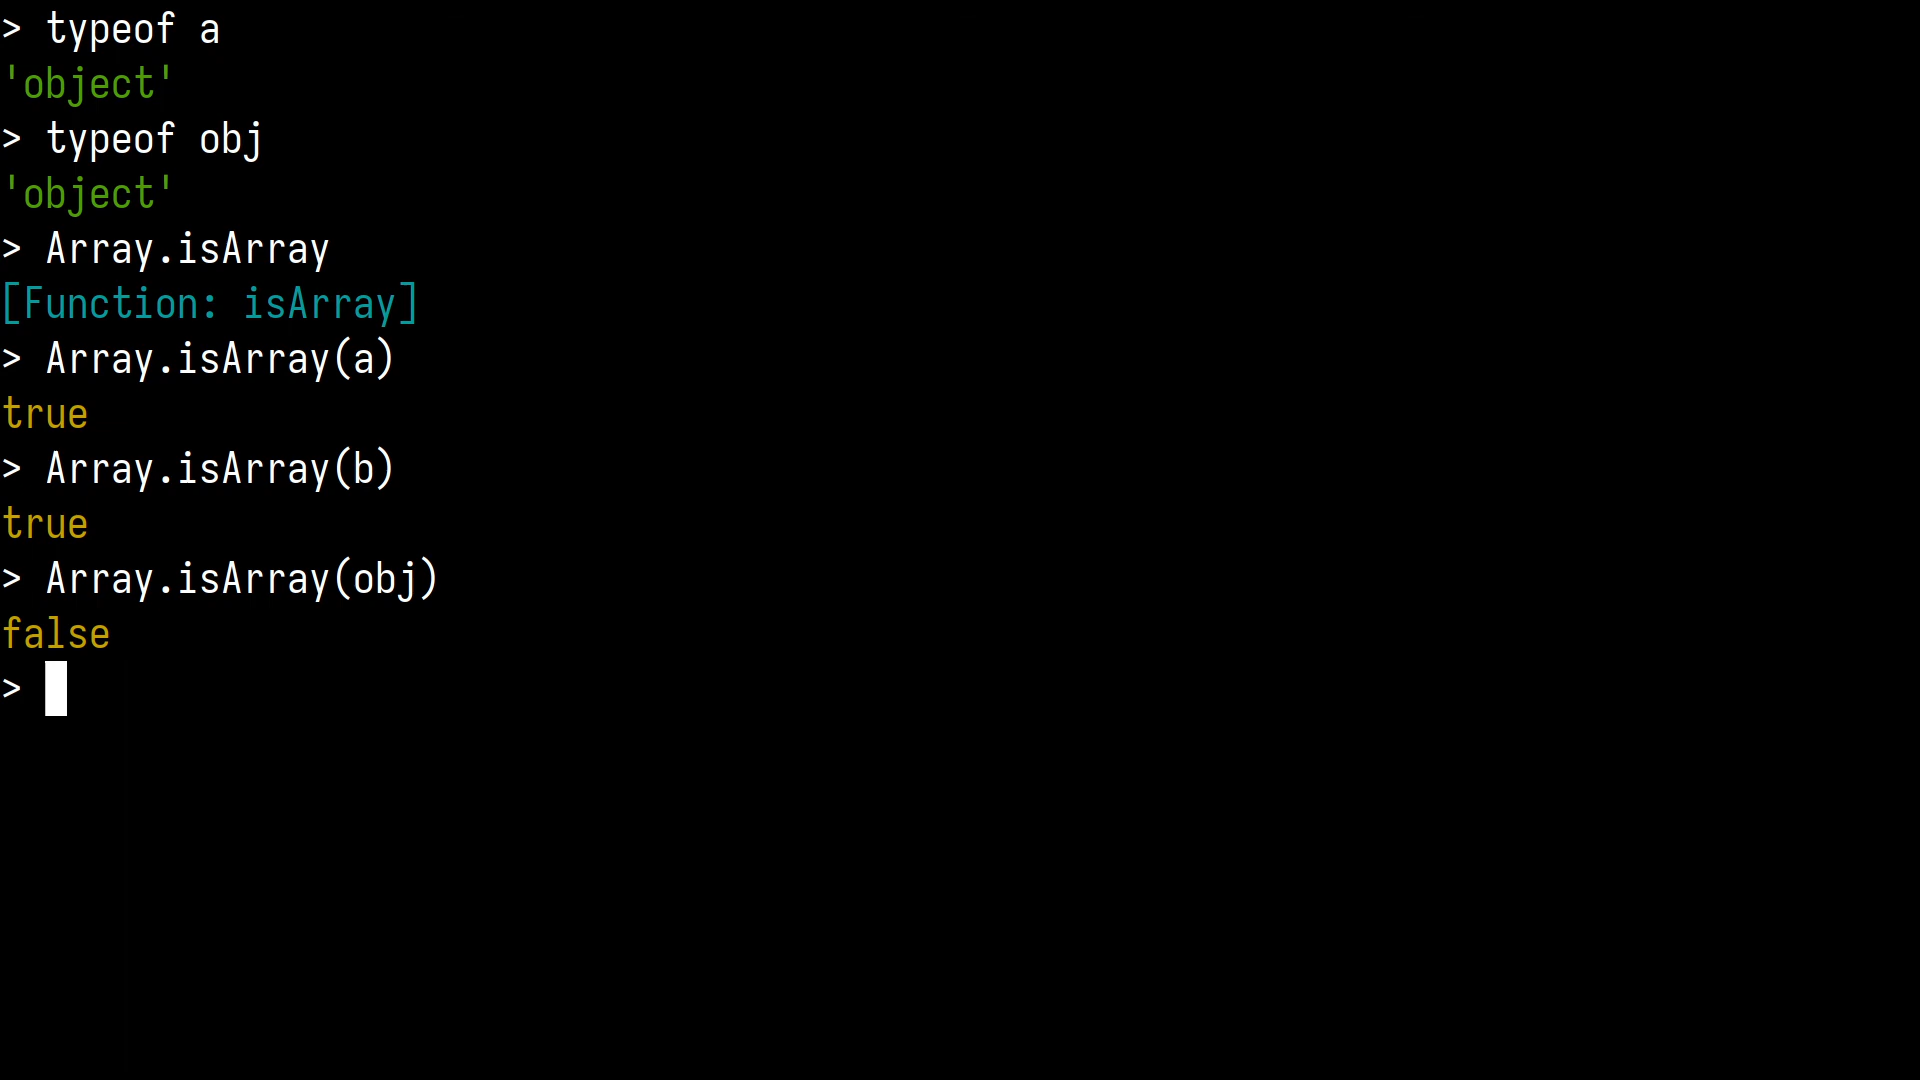 > typeof a
'object'
> typeof obj
'object'
> Array.isArray
[Function: isArray]
> Array.isArray(a)
true
> Array.isArray(b)
true
> Array.isArray(obj)
false
>